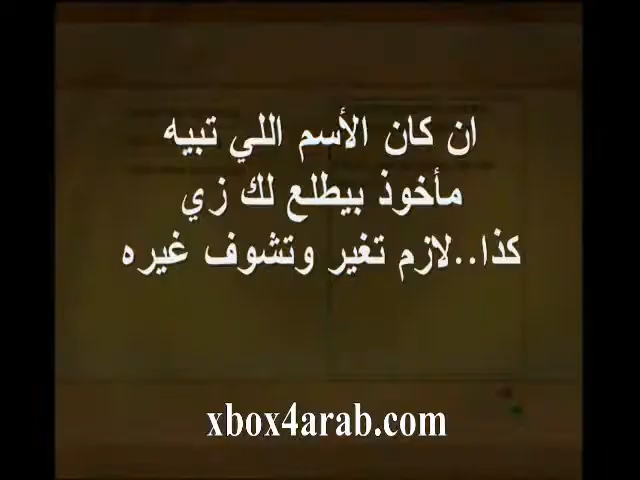 ان كان الأسم اللي تبيه
مأخوذ بيطلع لك زي
كذا..لازم تغير وتشوف غيره
xbox4arab.com